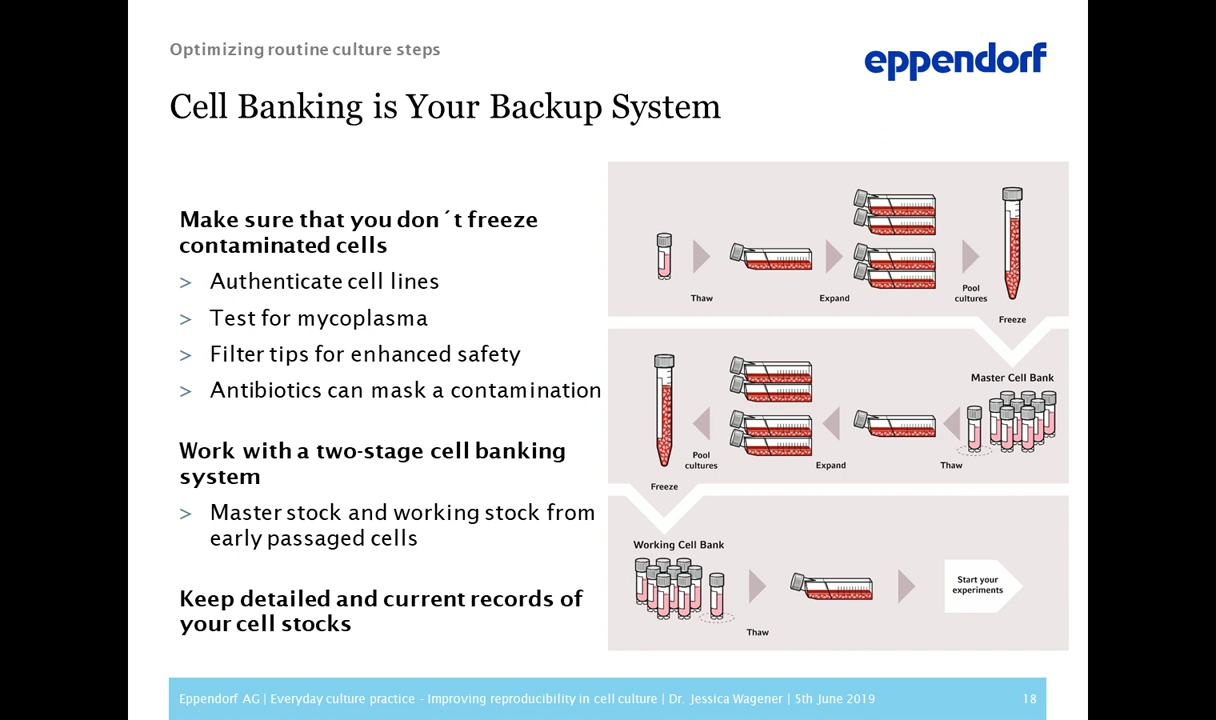 Optimizing routine culture steps
eppendorf
Cell Banking is Your Backup System
Make sure that you don´t freeze
contaminated cells
> Authenticate cell lines
> Test for mycoplasma
> Filter tips for enhanced safety
> Antibiotics can mask a contamination
Work with a two-stage cell banking
system
> Master stock and working stock from
early passaged cells
Keep detailed and current records of
your cell stocks
Thaw
Expand
Pool
cultures
Freeze
Master Cell Bank
Thaw
Expand
Pool
cultures
Freeze
Working Cell Bank
Thaw
Start your
experiments
Eppendorf AG | Everyday culture practice - Improving reproducibility in cell culture | Dr. Jessica Wagener | 5th June 2019
18